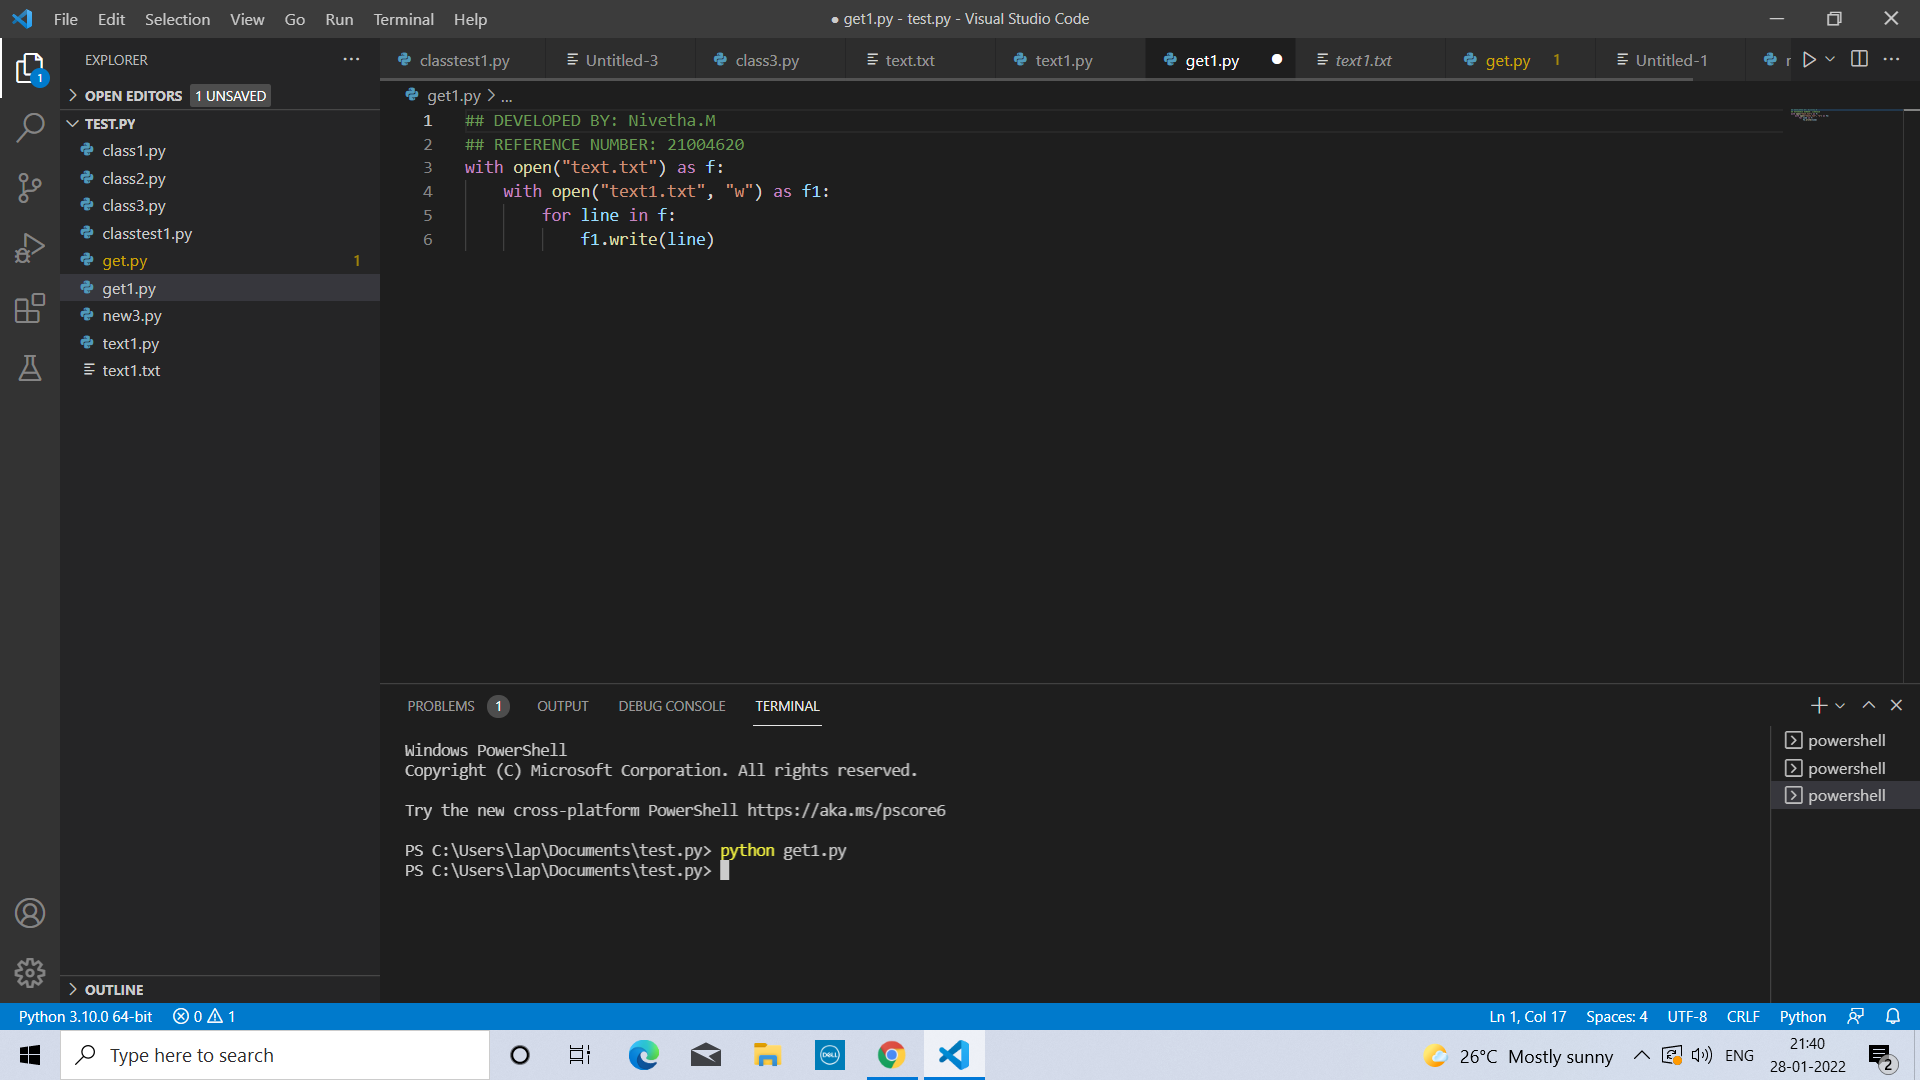 File Edit Selection View Go Run Terminal Help
● get1.py - test.py - Visual Studio Code
EXPLORER
classtest1.py Untitled-3 class3.py text.txt text1.py get1.py text1.txt get.py 1 Untitled-1
1
OPEN EDITORS 1 UNSAVED
get1.py > ...
TEST.PY
class1.py
class2.py
class3.py
classtest1.py
get.py 1
get1.py
new3.py
text1.py
text1.txt
1 ## DEVELOPED BY: Nivetha.M
2 ## REFERENCE NUMBER: 21004620
3 with open("text.txt") as f:
4 with open("text1.txt", "w") as f1:
5 for line in f:
6 f1.write(line)
PROBLEMS 1 OUTPUT DEBUG CONSOLE TERMINAL
Windows PowerShell
Copyright (C) Microsoft Corporation. All rights reserved.
Try the new cross-platform PowerShell https://aka.ms/pscore6
PS C:\Users\lap\Documents\test.py> python get1.py
PS C:\Users\lap\Documents\test.py>
powershell
powershell
powershell
OUTLINE
Python 3.10.0 64-bit 0 1 Ln 1, Col 17 Spaces: 4 UTF-8 CRLF Python
Type here to search
DELL
26°C Mostly sunny
ENG
21:40
28-01-2022
2